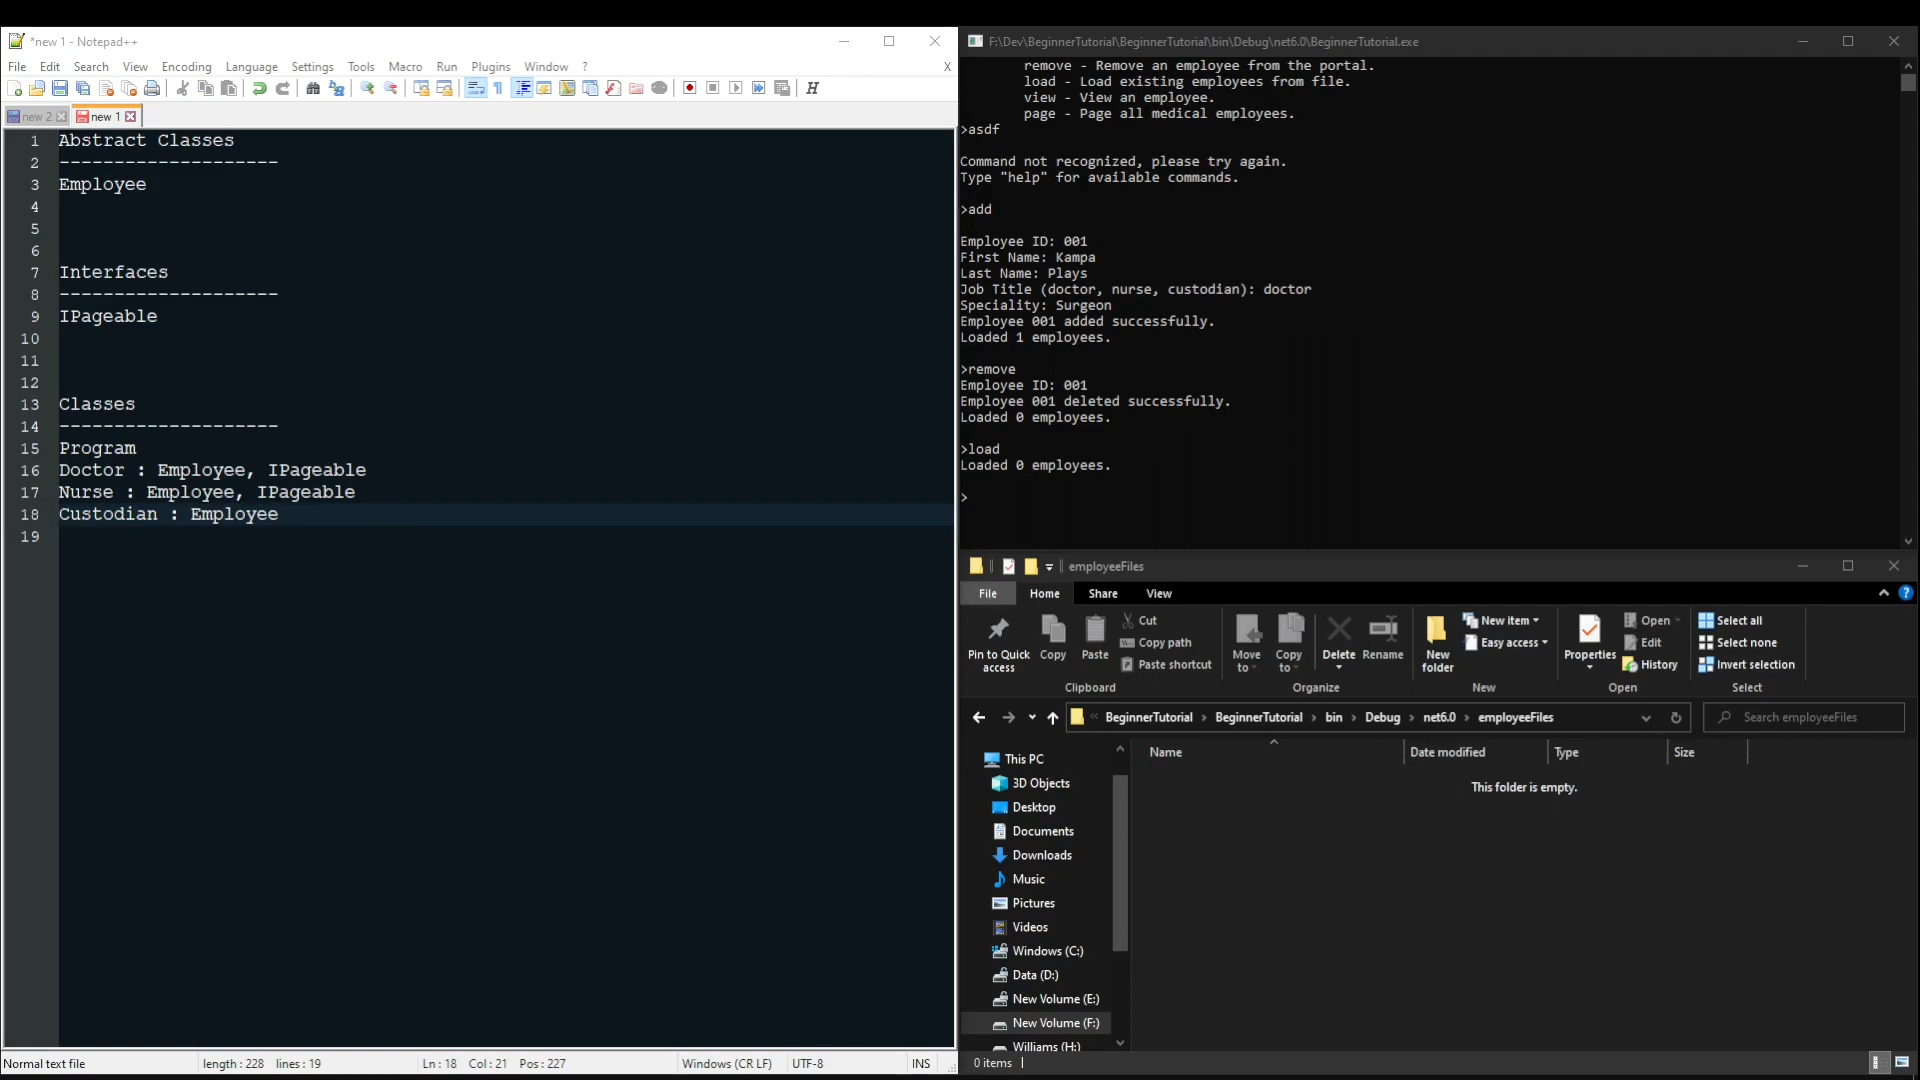 *new 1 - Notepad++
File Edit Search View Encoding Language Settings Tools Macro Run Plugins Window ? X
new 2 new 1
1 Abstract Classes
2 --------------------
3 Employee
4
5
6
7 Interfaces
8 --------------------
9 IPageable
10
11
12
13 Classes
14 --------------------
15 Program
16 Doctor : Employee, IPageable
17 Nurse : Employee, IPageable
18 Custodian : Employee
19
Normal text file length : 228 lines : 19 Ln : 18 Col : 21 Pos : 227 Windows (CR LF) UTF-8 INS
F:\Dev\BeginnerTutorial\BeginnerTutorial\bin\Debug\net6.0\BeginnerTutorial.exe
remove - Remove an employee from the portal.
load - Load existing employees from file.
view - View an employee.
page - Page all medical employees.
>asdf
Command not recognized, please try again.
Type "help" for available commands.
>add
Employee ID: 001
First Name: Kampa
Last Name: Plays
Job Title (doctor, nurse, custodian): doctor
Speciality: Surgeon
Employee 001 added successfully.
Loaded 1 employees.
>remove
Employee ID: 001
Employee 001 deleted successfully.
Loaded 0 employees.
>load
Loaded 0 employees.
>
employeeFiles
File Home Share View
Pin to Quick access
Copy
Paste
Cut
Copy path
Paste shortcut
Clipboard
Move to
Copy to
Delete
Rename
Organize
New folder
New item
Easy access
New
Properties
Open
Edit
History
Open
Select all
Select none
Invert selection
Select
« BeginnerTutorial › BeginnerTutorial › bin › Debug › net6.0 › employeeFiles
Search employeeFiles
Name Date modified Type Size
This folder is empty.
This PC
3D Objects
Desktop
Documents
Downloads
Music
Pictures
Videos
Windows (C:)
Data (D:)
New Volume (E:)
New Volume (F:)
Williams (H:)
0 items